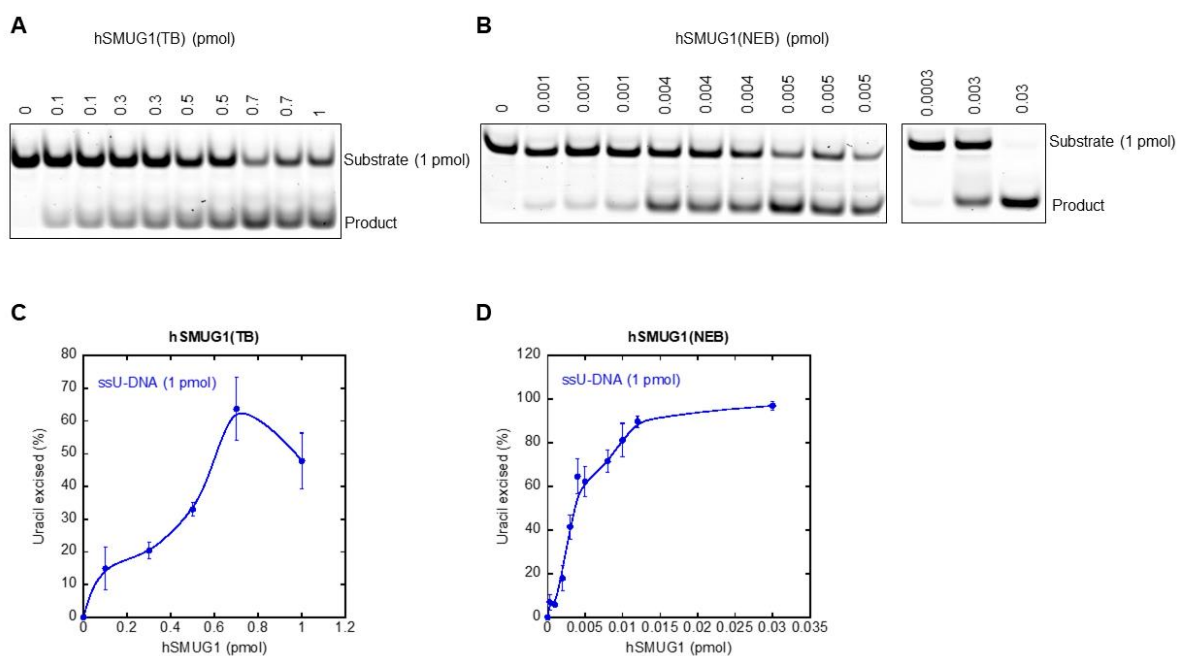 A
hSMUG1(TB) (pmol)
0 0.1 0.1 0.3 0.3 0.5 0.5 0.7 0.7 1
Substrate (1 pmol)
Product
B
hSMUG1(NEB) (pmol)
0 0.001 0.001 0.001 0.004 0.004 0.004 0.005 0.005 0.005 0.0003 0.003 0.03
Substrate (1 pmol)
Product
C
hSMUG1(TB)
ssU-DNA (1 pmol)
Uracil excised (%)
80
70
60
50
40
30
20
10
0
0 0.2 0.4 0.6 0.8 1 1.2
hSMUG1 (pmol)
D
hSMUG1(NEB)
ssU-DNA (1 pmol)
Uracil excised (%)
120
100
80
60
40
20
0
0 0.005 0.01 0.015 0.02 0.025 0.03 0.035
hSMUG1 (pmol)